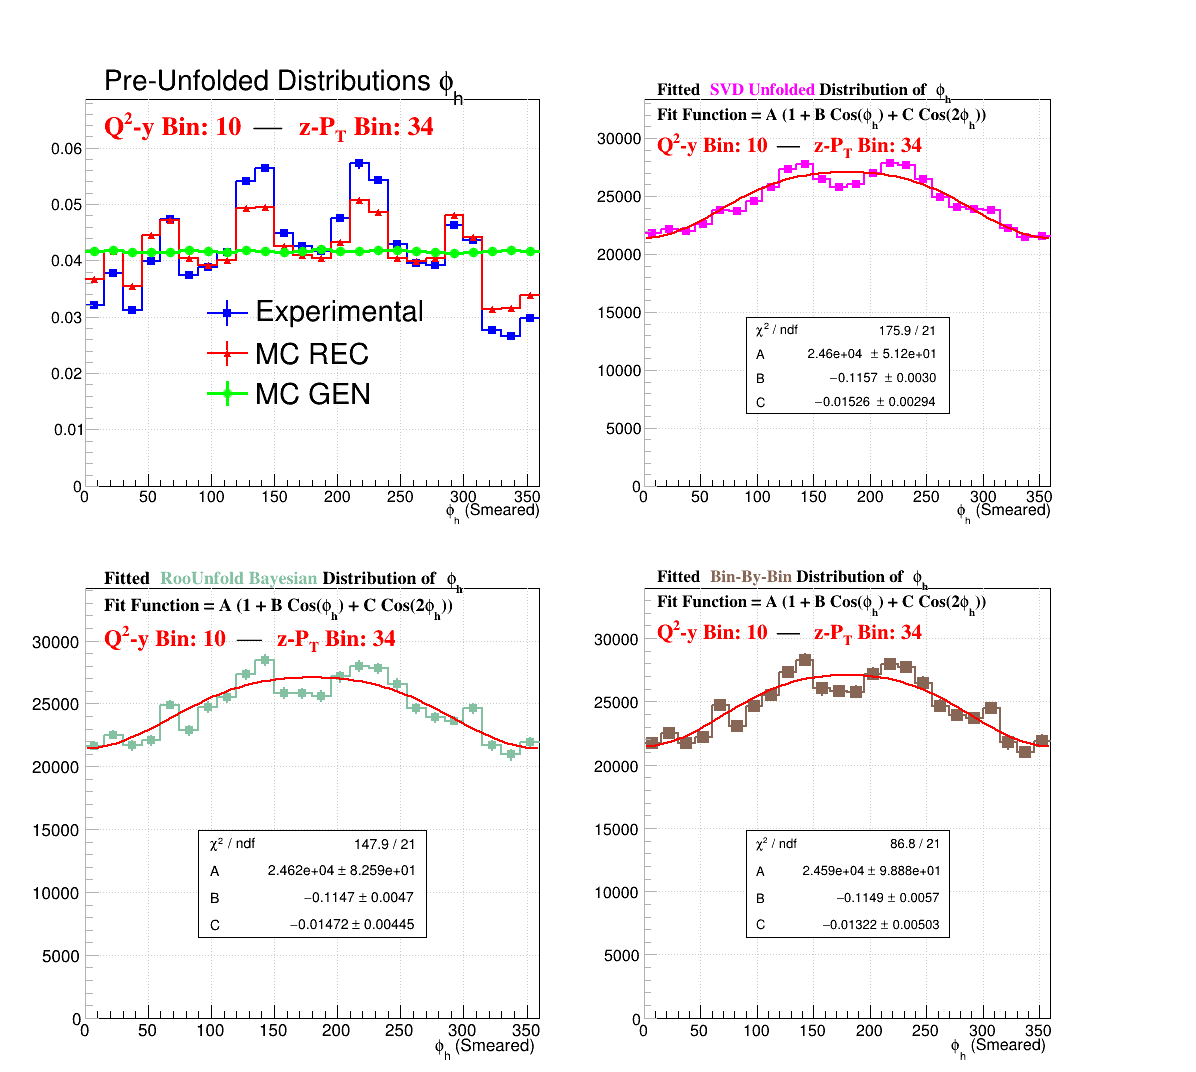 Pre-Unfolded Distributions ϕh
Q2-y Bin: 10 — z-PT Bin: 34
0.06
0.05
0.04
0.03
0.02
0.01
0
Experimental
MC REC
MC GEN
0 50 100 150 200 250 300 350
ϕh (Smeared)
Fitted SVD Unfolded Distribution of ϕh
Fit Function = A (1 + B Cos(ϕh) + C Cos(2ϕh))
Q2-y Bin: 10 — z-PT Bin: 34
30000
25000
20000
15000
10000
5000
0
χ2 / ndf 175.9 / 21
A 2.46e+04 ± 5.12e+01
B −0.1157 ± 0.0030
C −0.01526 ± 0.00294
0 50 100 150 200 250 300 350
ϕh (Smeared)
Fitted RooUnfold Bayesian Distribution of ϕh
Fit Function = A (1 + B Cos(ϕh) + C Cos(2ϕh))
Q2-y Bin: 10 — z-PT Bin: 34
30000
25000
20000
15000
10000
5000
0
χ2 / ndf 147.9 / 21
A 2.462e+04 ± 8.259e+01
B −0.1147 ± 0.0047
C −0.01472 ± 0.00445
0 50 100 150 200 250 300 350
ϕh (Smeared)
Fitted Bin-By-Bin Distribution of ϕh
Fit Function = A (1 + B Cos(ϕh) + C Cos(2ϕh))
Q2-y Bin: 10 — z-PT Bin: 34
30000
25000
20000
15000
10000
5000
0
χ2 / ndf 86.8 / 21
A 2.459e+04 ± 9.888e+01
B −0.1149 ± 0.0057
C −0.01322 ± 0.00503
0 50 100 150 200 250 300 350
ϕh (Smeared)